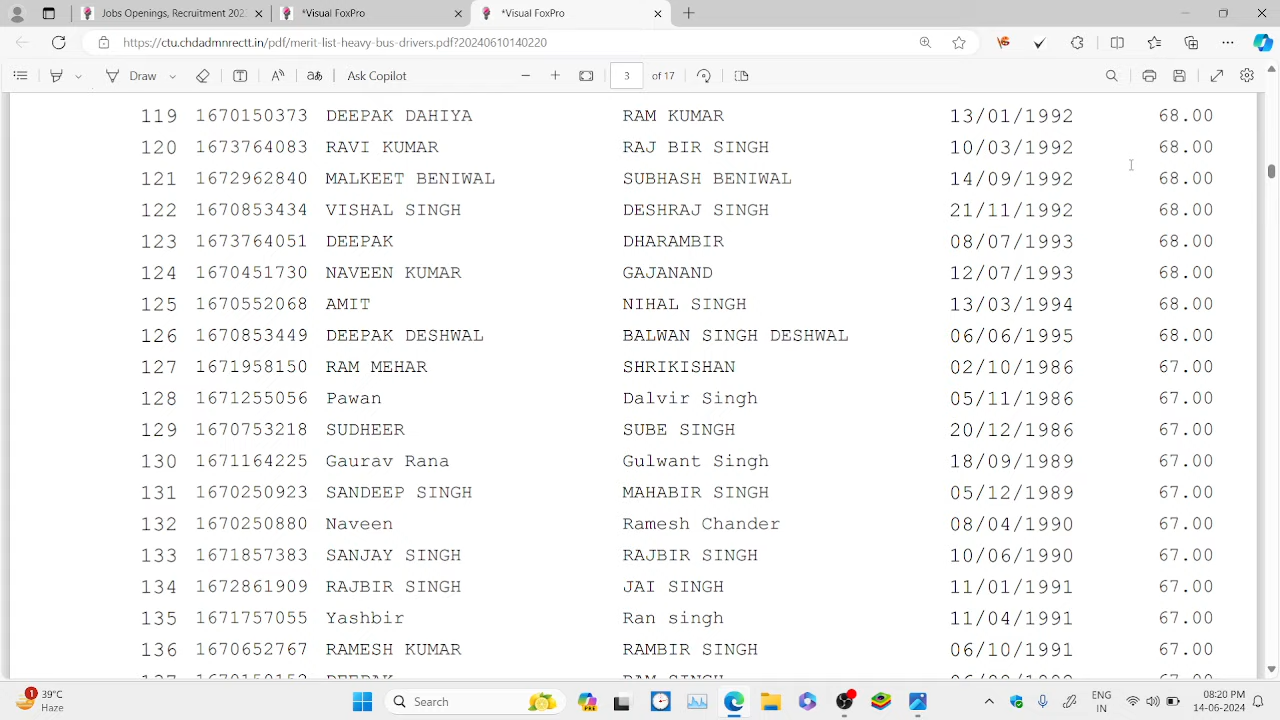 Jobs Openings, Recruitment 202
*Visual FoxPro
*Visual FoxPro
https://ctu.chdadmnrectt.in/pdf/merit-list-heavy-bus-drivers.pdf?20240610140220
Draw
Ask Copilot
3 of 17
119 1670150373 DEEPAK DAHIYA RAM KUMAR 13/01/1992 68.00
120 1673764083 RAVI KUMAR RAJ BIR SINGH 10/03/1992 68.00
121 1672962840 MALKEET BENIWAL SUBHASH BENIWAL 14/09/1992 68.00
122 1670853434 VISHAL SINGH DESHRAJ SINGH 21/11/1992 68.00
123 1673764051 DEEPAK DHARAMBIR 08/07/1993 68.00
124 1670451730 NAVEEN KUMAR GAJANAND 12/07/1993 68.00
125 1670552068 AMIT NIHAL SINGH 13/03/1994 68.00
126 1670853449 DEEPAK DESHWAL BALWAN SINGH DESHWAL 06/06/1995 68.00
127 1671958150 RAM MEHAR SHRIKISHAN 02/10/1986 67.00
128 1671255056 Pawan Dalvir Singh 05/11/1986 67.00
129 1670753218 SUDHEER SUBE SINGH 20/12/1986 67.00
130 1671164225 Gaurav Rana Gulwant Singh 18/09/1989 67.00
131 1670250923 SANDEEP SINGH MAHABIR SINGH 05/12/1989 67.00
132 1670250880 Naveen Ramesh Chander 08/04/1990 67.00
133 1671857383 SANJAY SINGH RAJBIR SINGH 10/06/1990 67.00
134 1672861909 RAJBIR SINGH JAI SINGH 11/01/1991 67.00
135 1671757055 Yashbir Ran singh 11/04/1991 67.00
136 1670652767 RAMESH KUMAR RAMBIR SINGH 06/10/1991 67.00
39°C
Haze
Search
ENG
IN
08:20 PM
14-06-2024